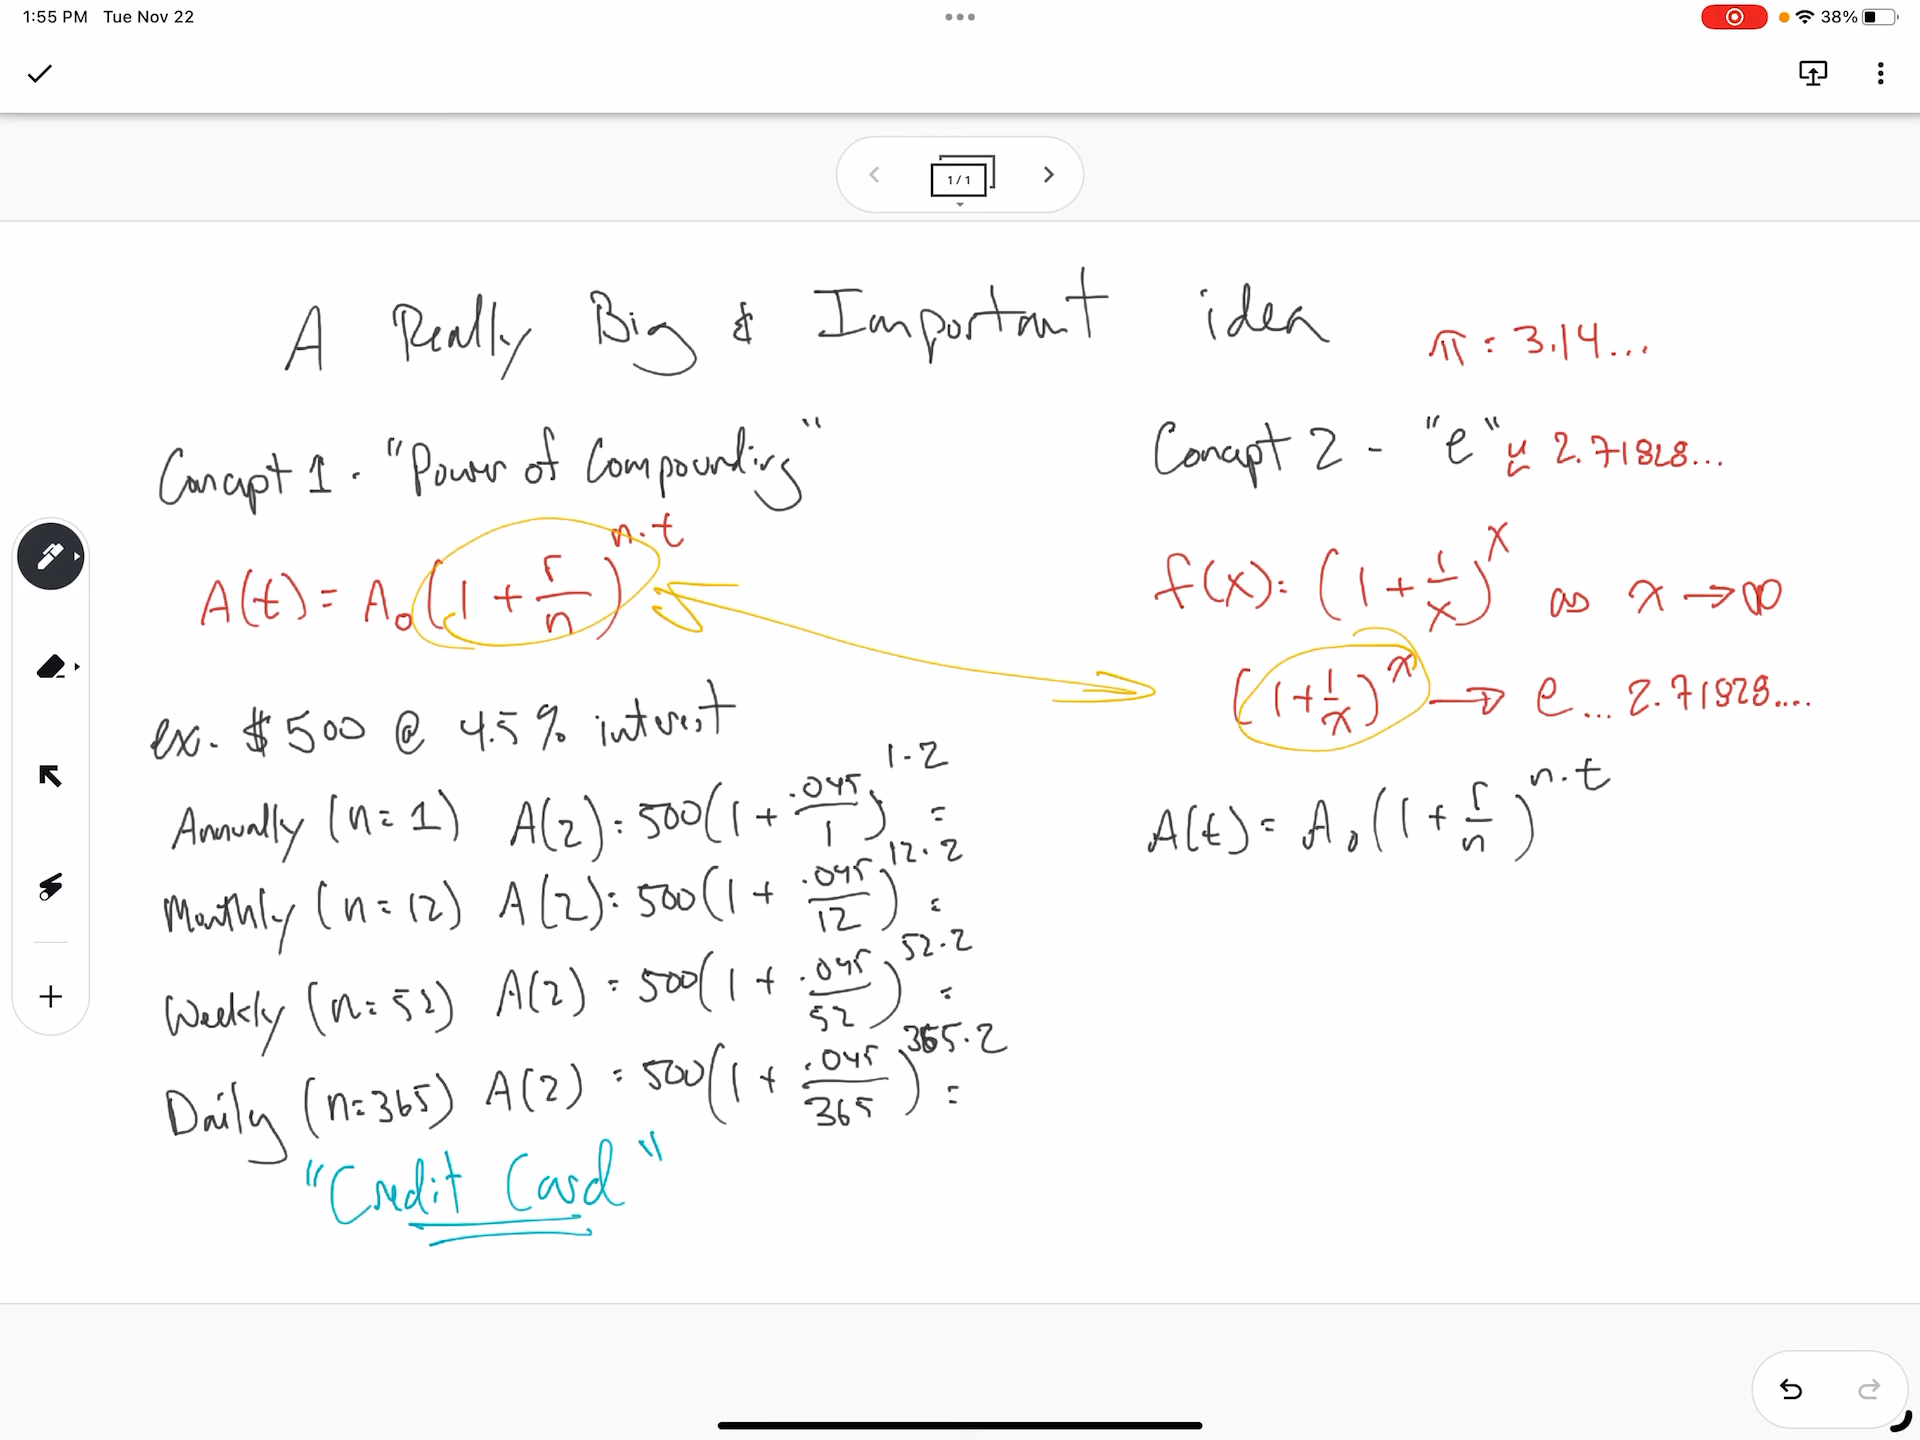 1:55 PM Tue Nov 22
38%
1 / 1
A Really Big & Important idea
π = 3.14...
Concept 1 - "Power of Compounding"
A(t) = A₀(1 + r/n)^n·t
ex. $500 @ 4.5% interest
Annually (n=1) A(2) = 500(1 + .045/1)^1·2 =
Monthly (n=12) A(2) = 500(1 + .045/12)^12·2 =
Weekly (n=52) A(2) = 500(1 + .045/52)^52·2 =
Daily (n=365) A(2) = 500(1 + .045/365)^365·2 =
"Credit Card"
Concept 2 - "e" ≈ 2.71828...
f(x) = (1 + 1/x)^x as x → ∞
(1 + 1/x)^x → e... 2.71828....
A(t) = A₀(1 + r/n)^n·t